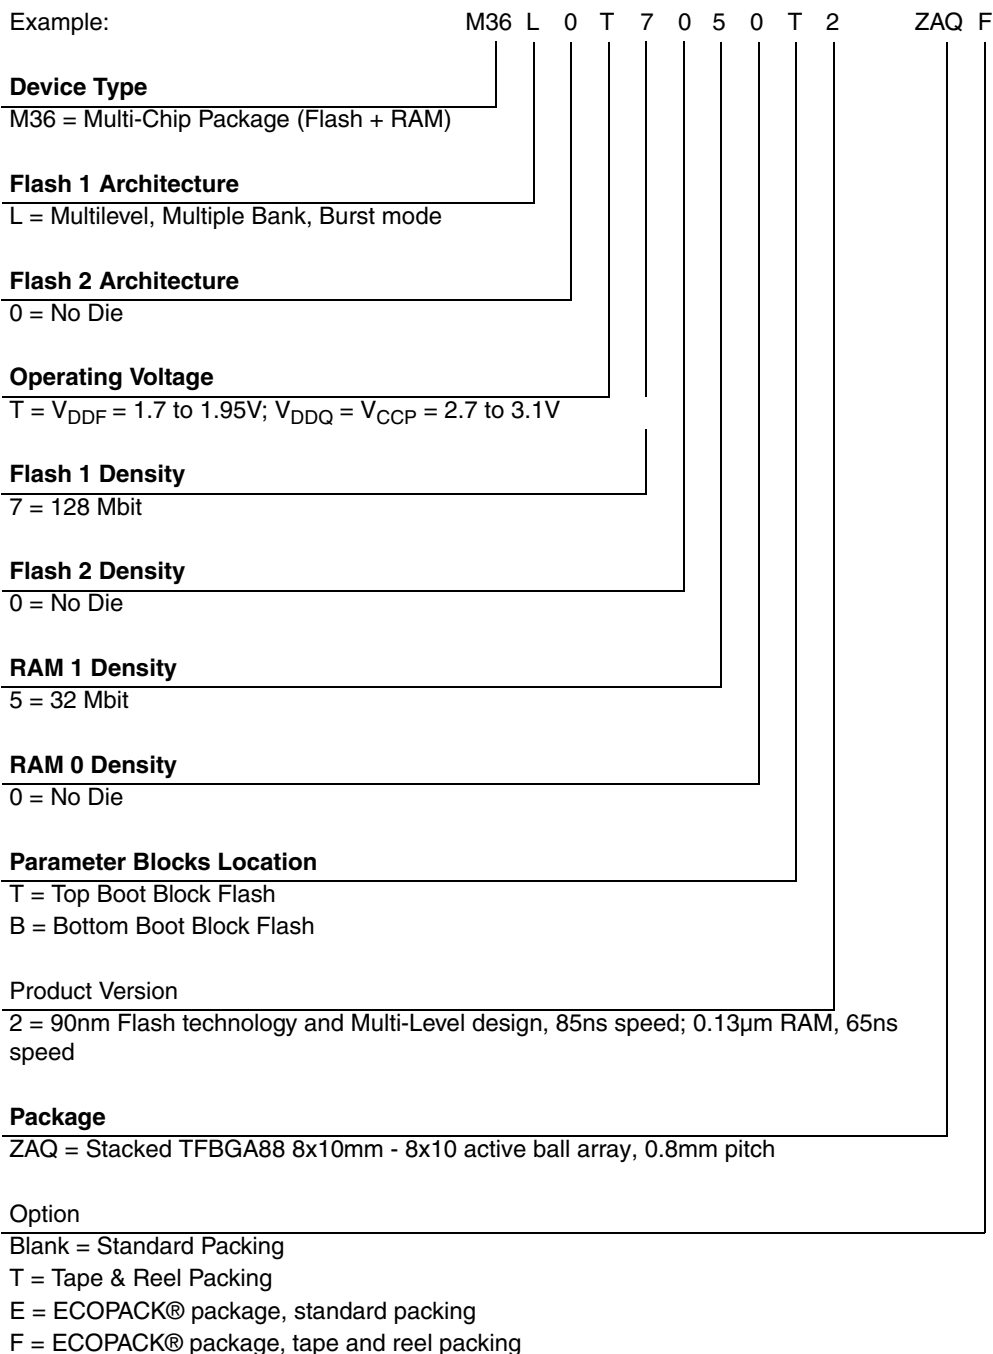 Example: M36 L 0 T 7 0 5 0 T 2 ZAQ F
Device Type
M36 = Multi-Chip Package (Flash + RAM)
Flash 1 Architecture
L = Multilevel, Multiple Bank, Burst mode
Flash 2 Architecture
0 = No Die
Operating Voltage
T = VDDF = 1.7 to 1.95V; VDDQ = VCCP = 2.7 to 3.1V
Flash 1 Density
7 = 128 Mbit
Flash 2 Density
0 = No Die
RAM 1 Density
5 = 32 Mbit
RAM 0 Density
0 = No Die
Parameter Blocks Location
T = Top Boot Block Flash
B = Bottom Boot Block Flash
Product Version
2 = 90nm Flash technology and Multi-Level design, 85ns speed; 0.13µm RAM, 65ns
speed
Package
ZAQ = Stacked TFBGA88 8x10mm - 8x10 active ball array, 0.8mm pitch
Option
Blank = Standard Packing
T = Tape & Reel Packing
E = ECOPACK® package, standard packing
F = ECOPACK® package, tape and reel packing